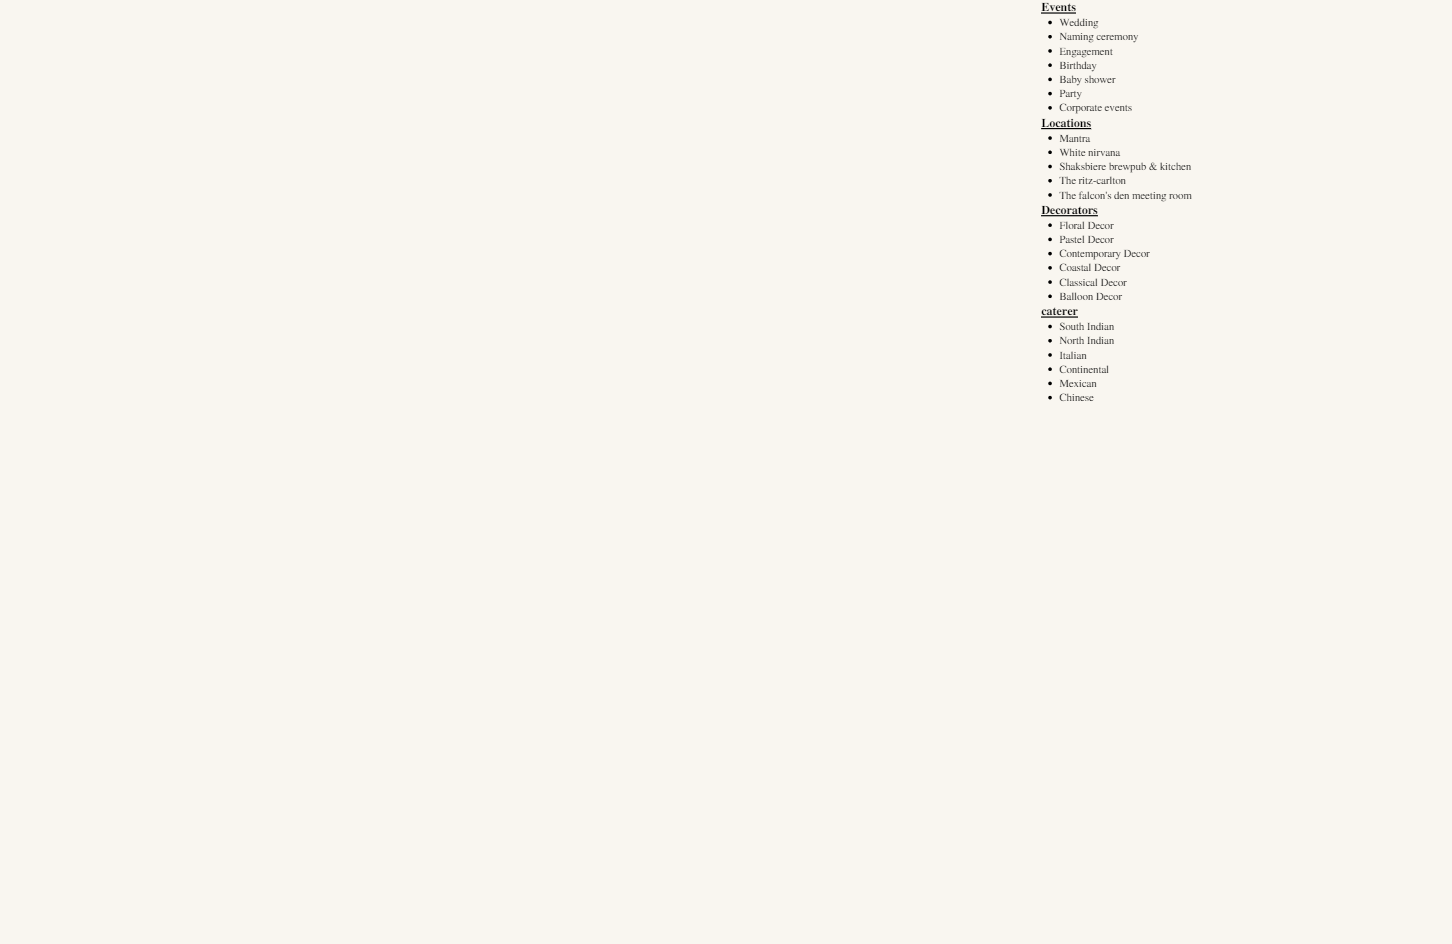 Events
Wedding
Naming ceremony
Engagement
Birthday
Baby shower
Party
Corporate events
Locations
Mantra
White nirvana
Shaksbiere brewpub & kitchen
The ritz-carlton
The falcon's den meeting room
Decorators
Floral Decor
Pastel Decor
Contemporary Decor
Coastal Decor
Classical Decor
Balloon Decor
caterer
South Indian
North Indian
Italian
Continental
Mexican
Chinese